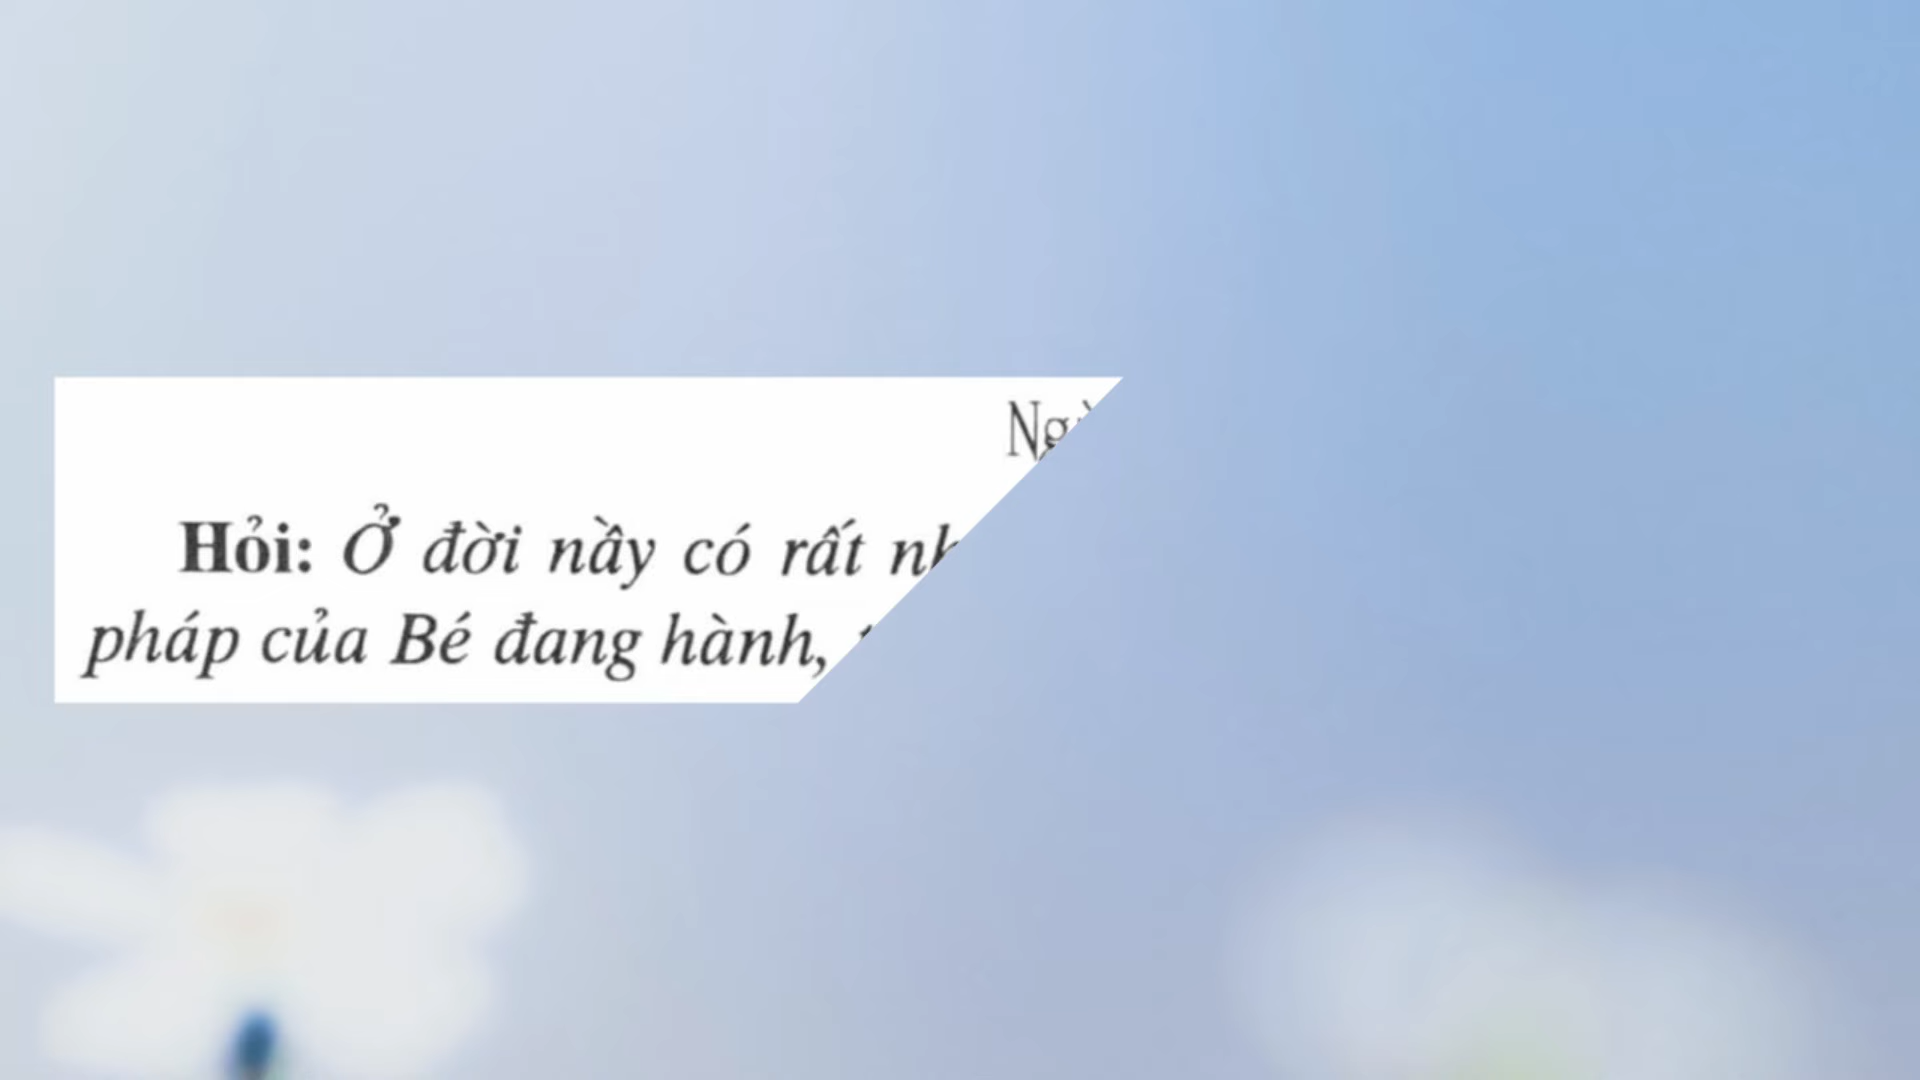 Hỏi: Ở đời nầy có rất
pháp của Bé đang hành,